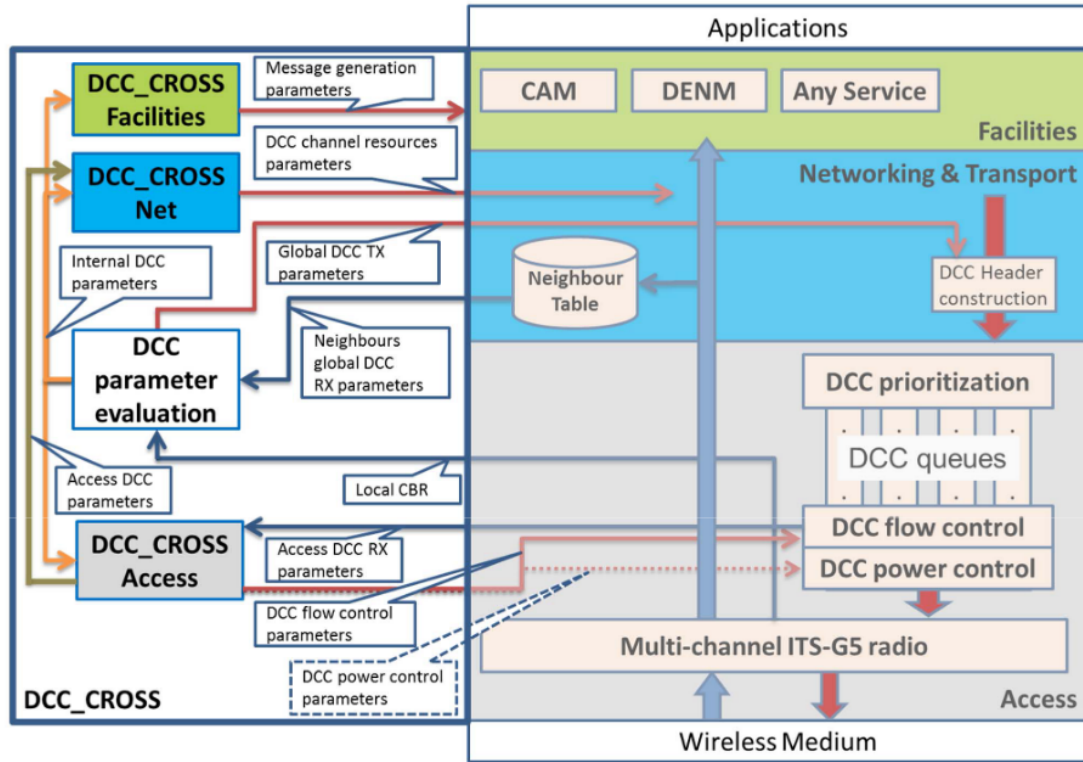 Applications
DCC_CROSS
Facilities
Message generation
parameters
CAM
DENM
Any Service
Facilities
DCC channel resources
parameters
DCC_CROSS
Net
Networking & Transport
Internal DCC
parameters
Global DCC TX
parameters
Neighbour
Table
DCC Header
construction
DCC
parameter
evaluation
Neighbours
global DCC
RX parameters
DCC prioritization
DCC queues
Access DCC
parameters
Local CBR
DCC_CROSS
Access
Access DCC RX
parameters
DCC flow control
DCC power control
DCC flow control
parameters
Multi-channel ITS-G5 radio
DCC power control
parameters
DCC_CROSS
Access
Wireless Medium